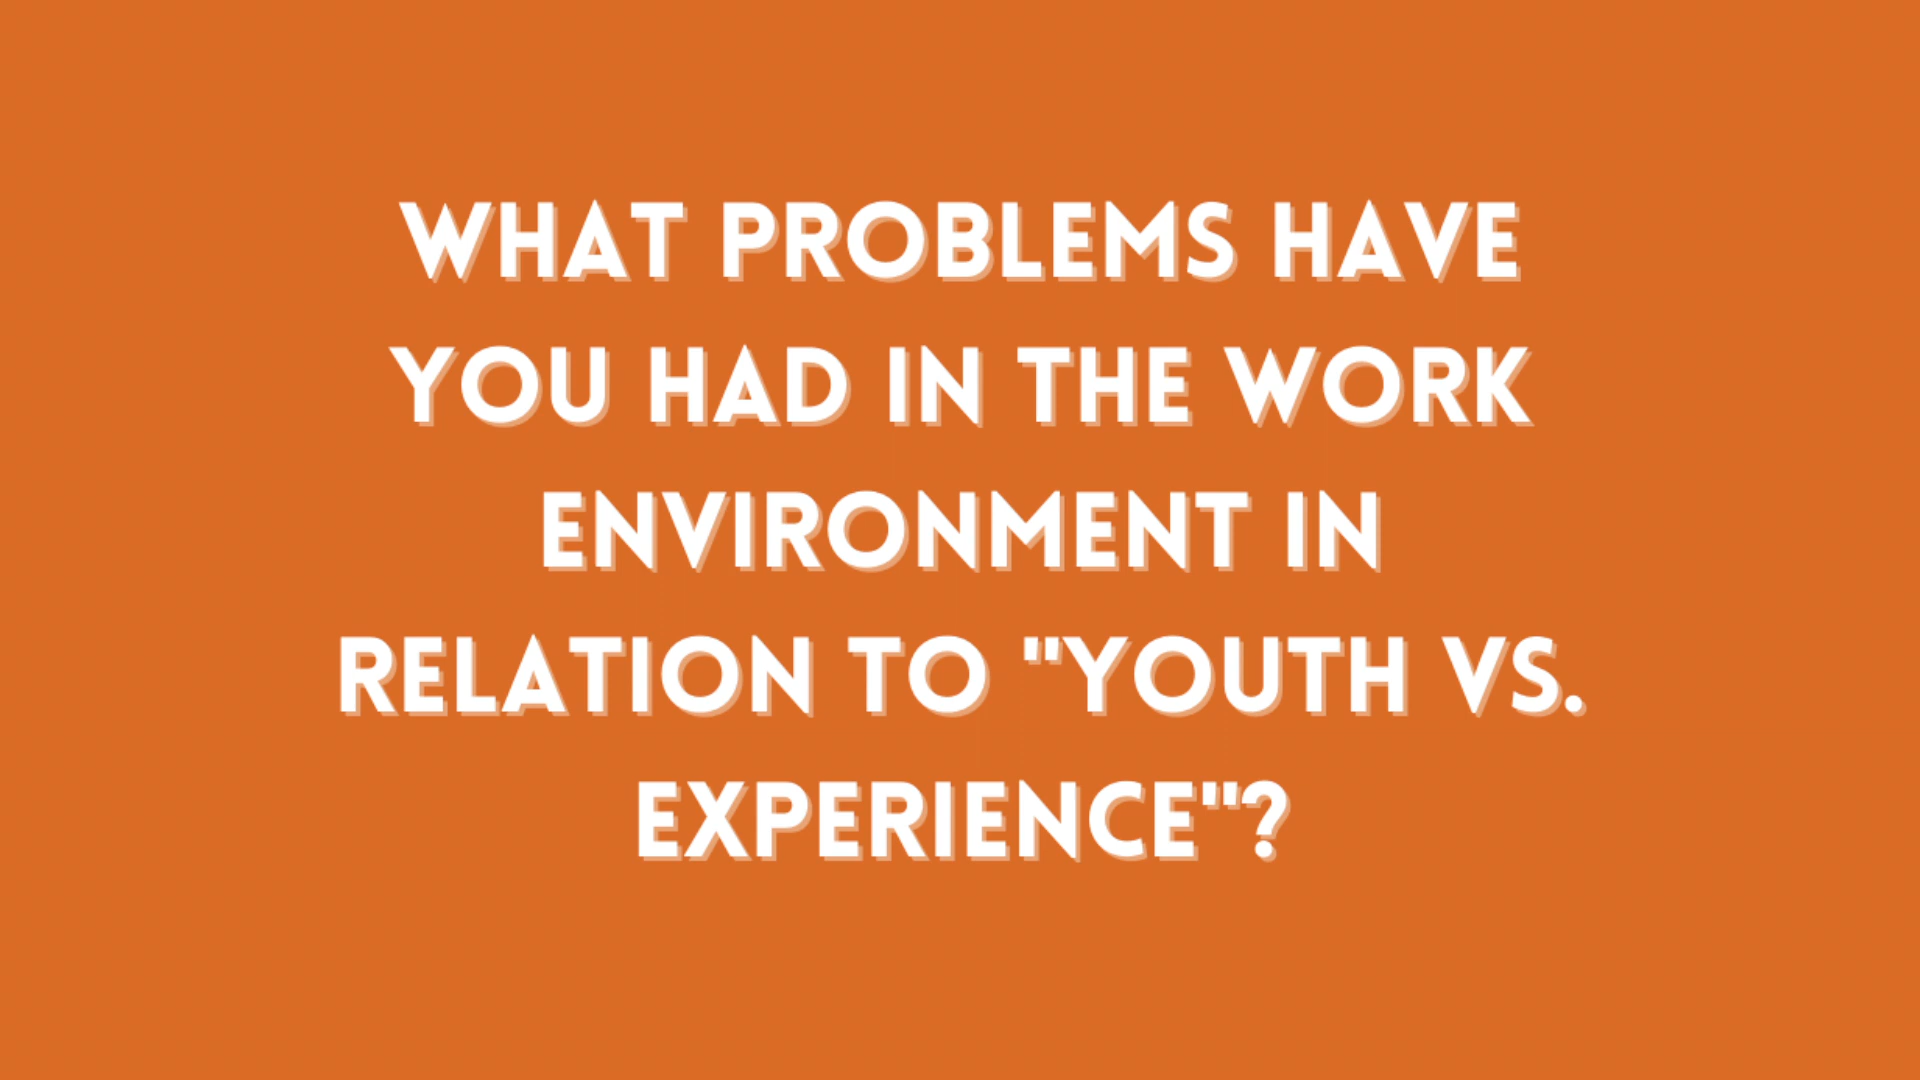 WHAT PROBLEMS HAVE
YOU HAD IN THE WORK
ENVIRONMENT IN
RELATION TO "YOUTH VS.
EXPERIENCE"?